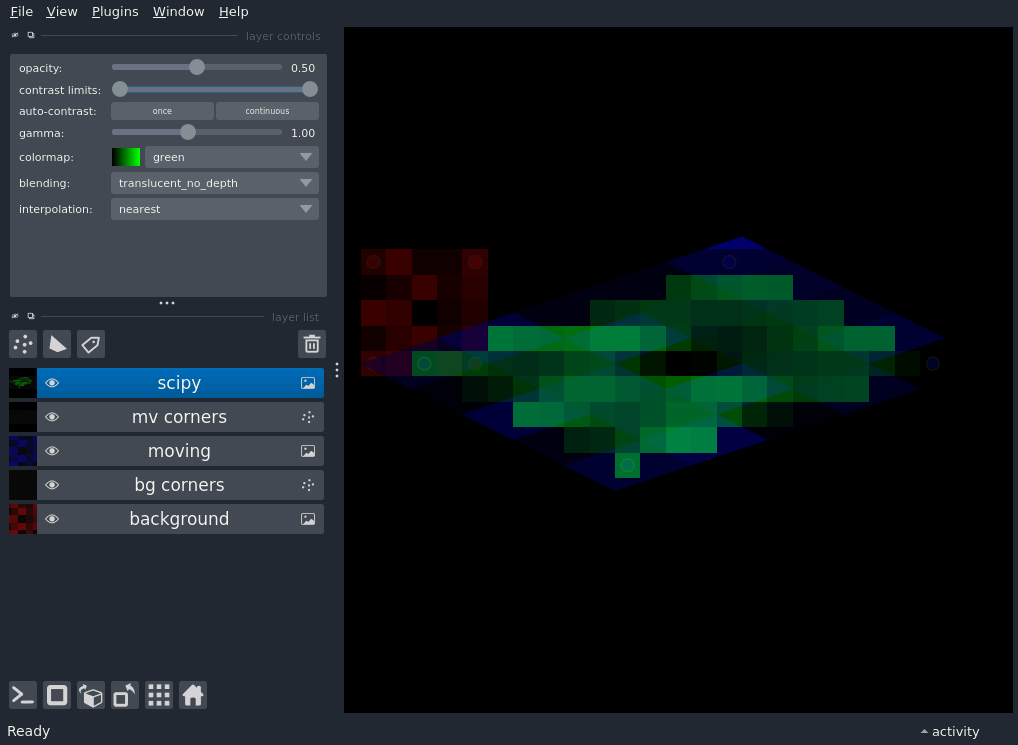 File View Plugins Window Help
layer controls
opacity: 0.50
contrast limits:
auto-contrast: once continuous
gamma: 1.00
colormap: green
blending: translucent_no_depth
interpolation: nearest
layer list
scipy
mv corners
moving
bg corners
background
Ready
activity